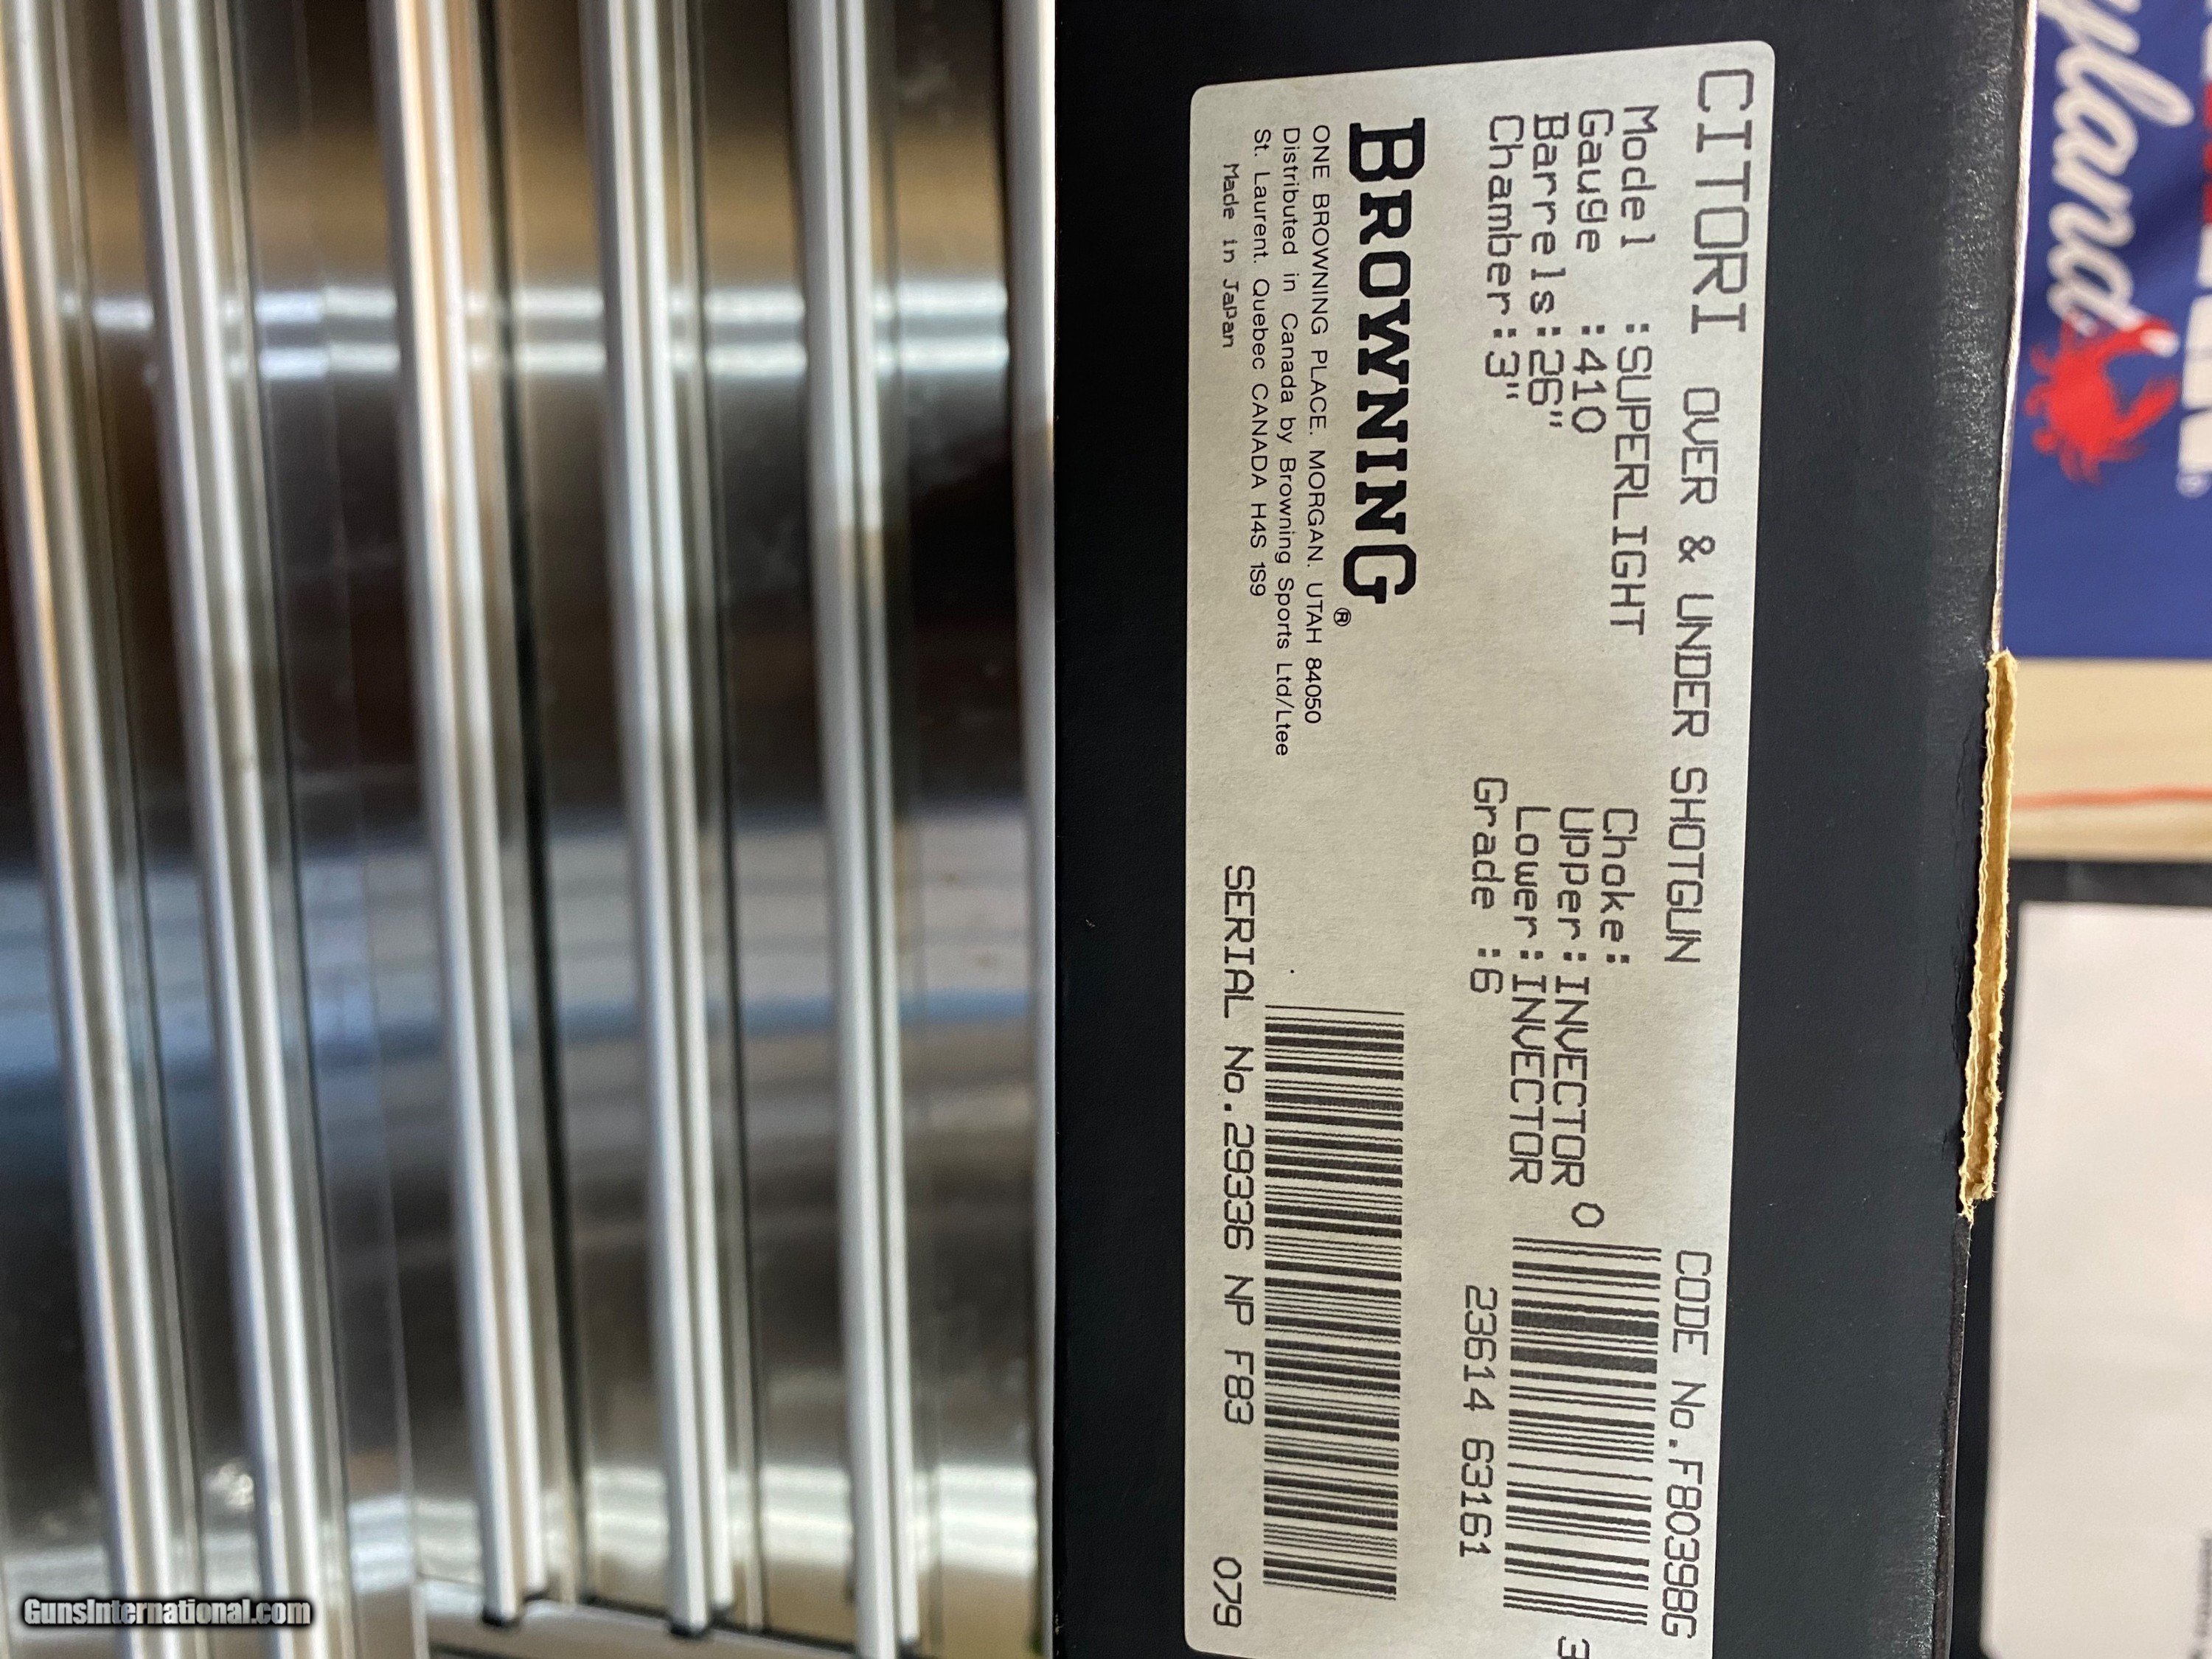 CITORI OVER & UNDER SHOTGUN
CODE No.F80398G
Model :SUPERLIGHT
Gauge :410
Barrels:26"
Chamber:3"
Choke:
Upper:INVECTOR
Lower:INVECTOR
Grade :6
0 23614 63161 3
BROWNING®
ONE BROWNING PLACE. MORGAN. UTAH 84050
Distributed in Canada by Browning Sports Ltd/Ltee
St. Laurent. Quebec CANADA H4S 1S9
Made in Japan
SERIAL No.29336 NP F83
079
GunsInternational.com